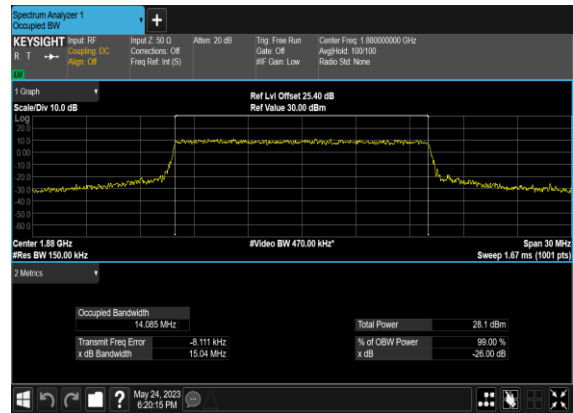 Spectrum Analyzer 1
Occupied BW
+
KEYSIGHT Input: RF Input Z: 50 Ω Atten: 20 dB Trig: Free Run Center Freq: 1.880000000 GHz
R T Coupling: DC Corrections: Off Gate: Off Avg|Hold: 100/100
Align: Off Freq Ref: Int (S) #IF Gain: Low Radio Std: None
1 Graph
Ref Lvl Offset 25.40 dB
Scale/Div 10.0 dB Ref Value 30.00 dBm
Log
20.0
10.0
0.00
-10.0
-20.0
-30.0
-40.0
-50.0
-60.0
Center 1.88 GHz #Video BW 470.00 kHz* Span 30 MHz
#Res BW 150.00 kHz Sweep 1.67 ms (1001 pts)
2 Metrics
Occupied Bandwidth
14.085 MHz Total Power 28.1 dBm
Transmit Freq Error -8.111 kHz % of OBW Power 99.00 %
x dB Bandwidth 15.04 MHz x dB -26.00 dB
? May 24, 2023
6:20:15 PM